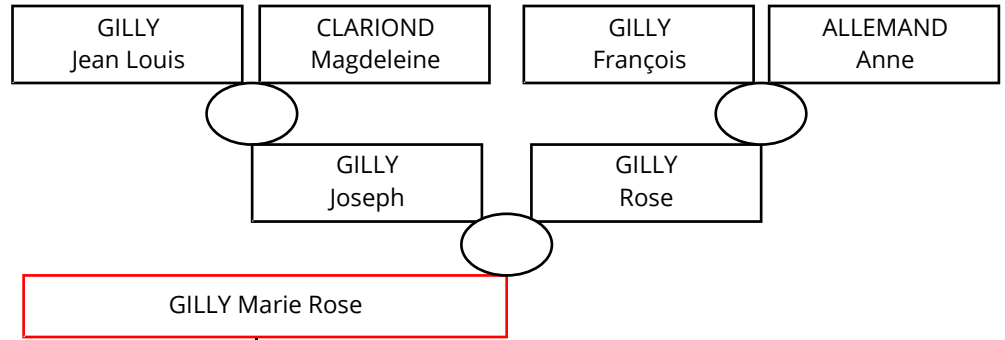 GILLY
Jean Louis
CLARIOND
Magdeleine
GILLY
François
ALLEMAND
Anne
GILLY
Joseph
GILLY
Rose
GILLY Marie Rose